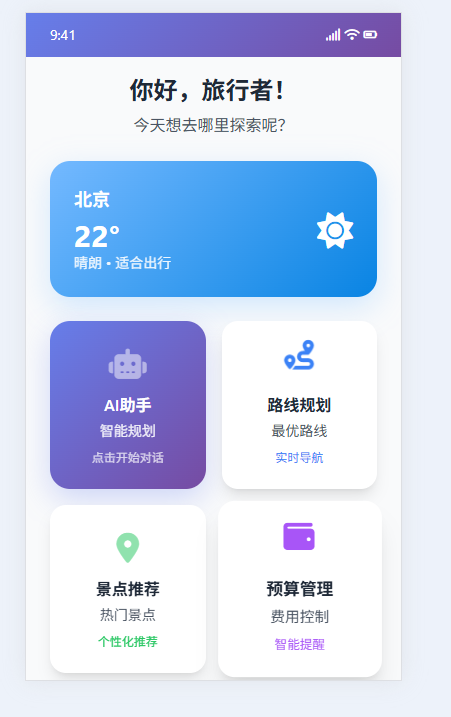 9:41
你好，旅行者！
今天想去哪里探索呢？
北京
22°
晴朗 • 适合出行
AI助手
智能规划
点击开始对话
路线规划
最优路线
实时导航
景点推荐
热门景点
个性化推荐
预算管理
费用控制
智能提醒